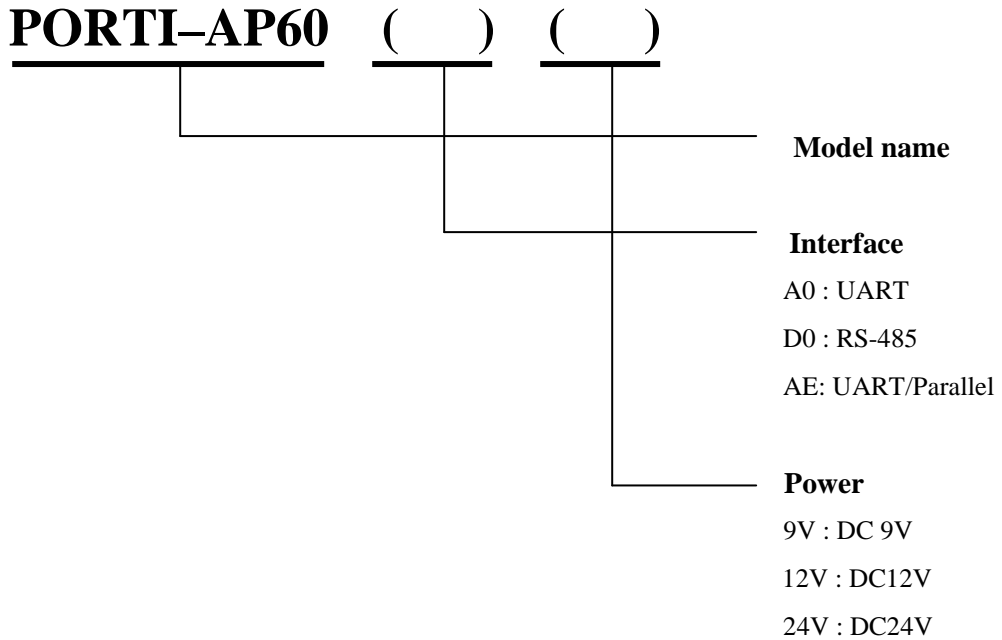 PORTI–AP60 ( ) ( )
Model name
Interface
A0 : UART
D0 : RS-485
AE: UART/Parallel
Power
9V : DC 9V
12V : DC12V
24V : DC24V